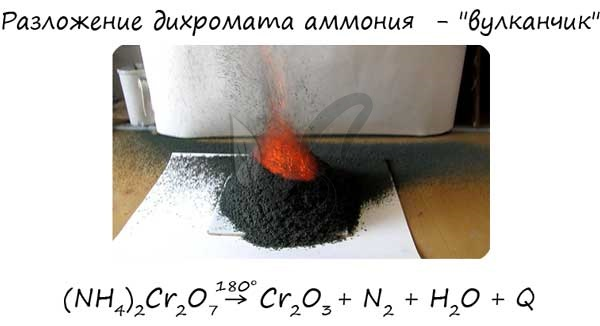 Разложение дихромата аммония - "вулканчик"
(NH₄)₂Cr₂O₇ 180° → Cr₂O₃ + N₂ + H₂O + Q